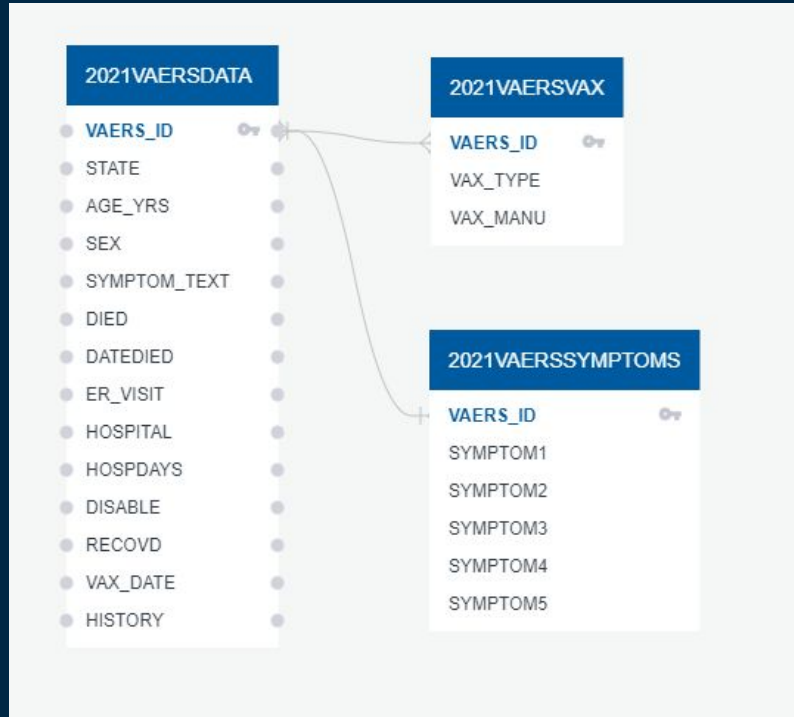 2021VAERSDATA
VAERS_ID
STATE
AGE_YRS
SEX
SYMPTOM_TEXT
DIED
DATEDIED
ER_VISIT
HOSPITAL
HOSPDAYS
DISABLE
RECOVD
VAX_DATE
HISTORY
2021VAERSVAX
VAERS_ID
VAX_TYPE
VAX_MANU
2021VAERSSYMPTOMS
VAERS_ID
SYMPTOM1
SYMPTOM2
SYMPTOM3
SYMPTOM4
SYMPTOM5